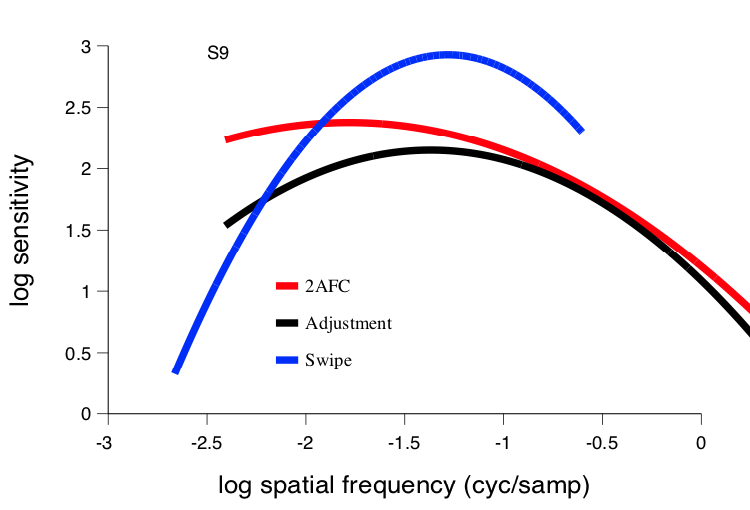 S9
3
2.5
2
1.5
1
0.5
0
log sensitivity
2AFC
Adjustment
Swipe
-3 -2.5 -2 -1.5 -1 -0.5 0
log spatial frequency (cyc/samp)